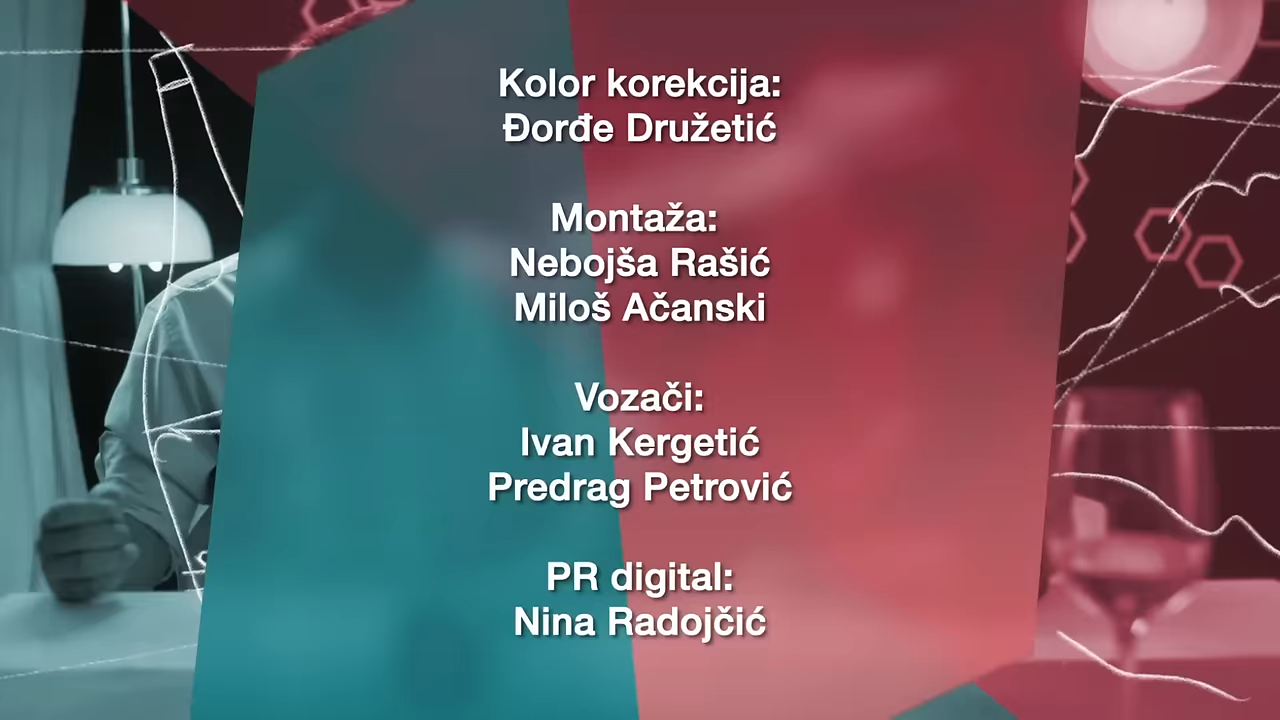 Kolor korekcija:
Đorđe Družetić
Montaža:
Nebojša Rašić
Miloš Ačanski
Vozači:
Ivan Kergetić
Predrag Petrović
PR digital:
Nina Radojčić